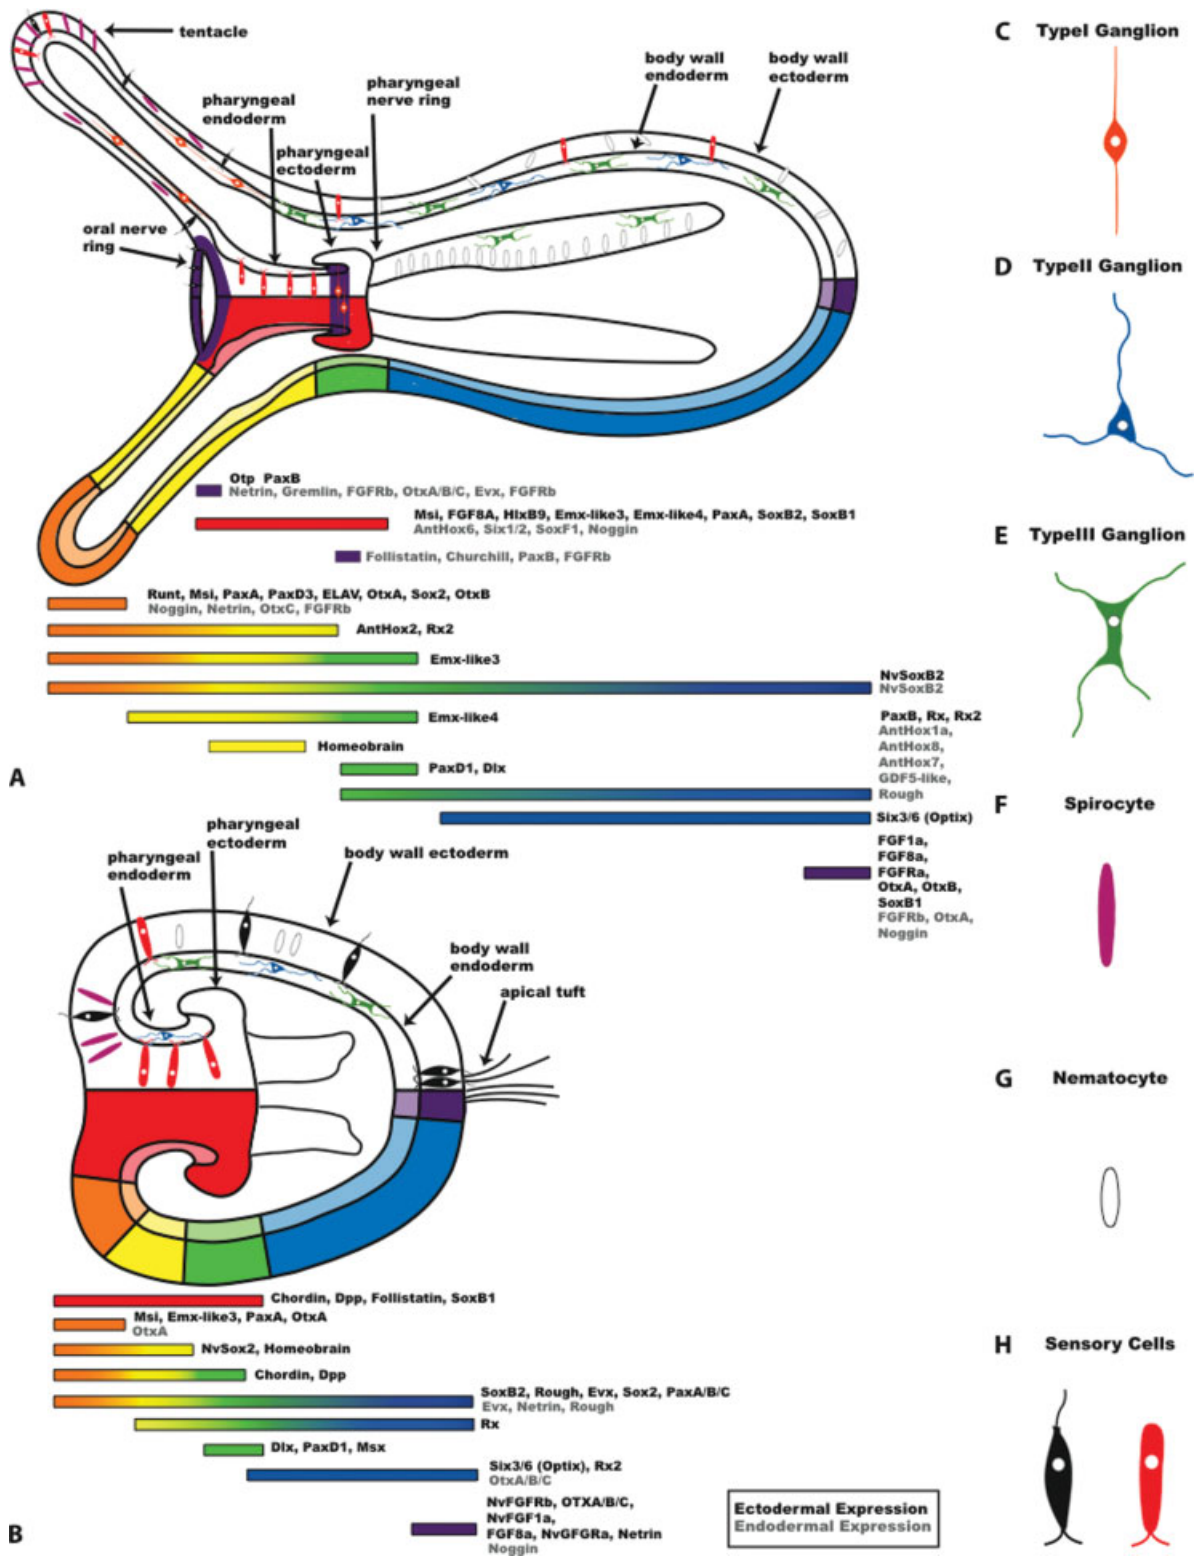 tentacle
pharyngeal
endoderm
pharyngeal
ectoderm
pharyngeal
nerve ring
body wall
endoderm
body wall
ectoderm
oral nerve
ring
Otp PaxB
Netrin, Gremlin, FGFRb, OtxA/B/C, Evx, FGFRb
Msi, FGF8A, HlxB9, Emx-like3, Emx-like4, PaxA, SoxB2, SoxB1
AntHox6, Six1/2, SoxF1, Noggin
Follistatin, Churchill, PaxB, FGFRb
Runt, Msi, PaxA, PaxD3, ELAV, OtxA, Sox2, OtxB
Noggin, Netrin, OtxC, FGFRb
AntHox2, Rx2
Emx-like3
NvSoxB2
NvSoxB2
Emx-like4
PaxB, Rx, Rx2
AntHox1a,
AntHox8,
AntHox7,
GDF5-like,
Rough
Homeobrain
PaxD1, Dlx
Six3/6 (Optix)
FGF1a,
FGF8a,
FGFRa,
OtxA, OtxB,
SoxB1
FGFRb, OtxA,
Noggin
A
pharyngeal
ectoderm
pharyngeal
endoderm
body wall ectoderm
body wall
endoderm
apical tuft
Chordin, Dpp, Follistatin, SoxB1
Msi, Emx-like3, PaxA, OtxA
OtxA
NvSox2, Homeobrain
Chordin, Dpp
SoxB2, Rough, Evx, Sox2, PaxA/B/C
Evx, Netrin, Rough
Rx
Dlx, PaxD1, Msx
Six3/6 (Optix), Rx2
OtxA/B/C
NvFGFRb, OTXA/B/C,
NvFGF1a,
FGF8a, NvGFGRa, Netrin
Noggin
B
Ectodermal Expression
Endodermal Expression
C TypeI Ganglion
D TypeII Ganglion
E TypeIII Ganglion
F Spirocyte
G Nematocyte
H Sensory Cells